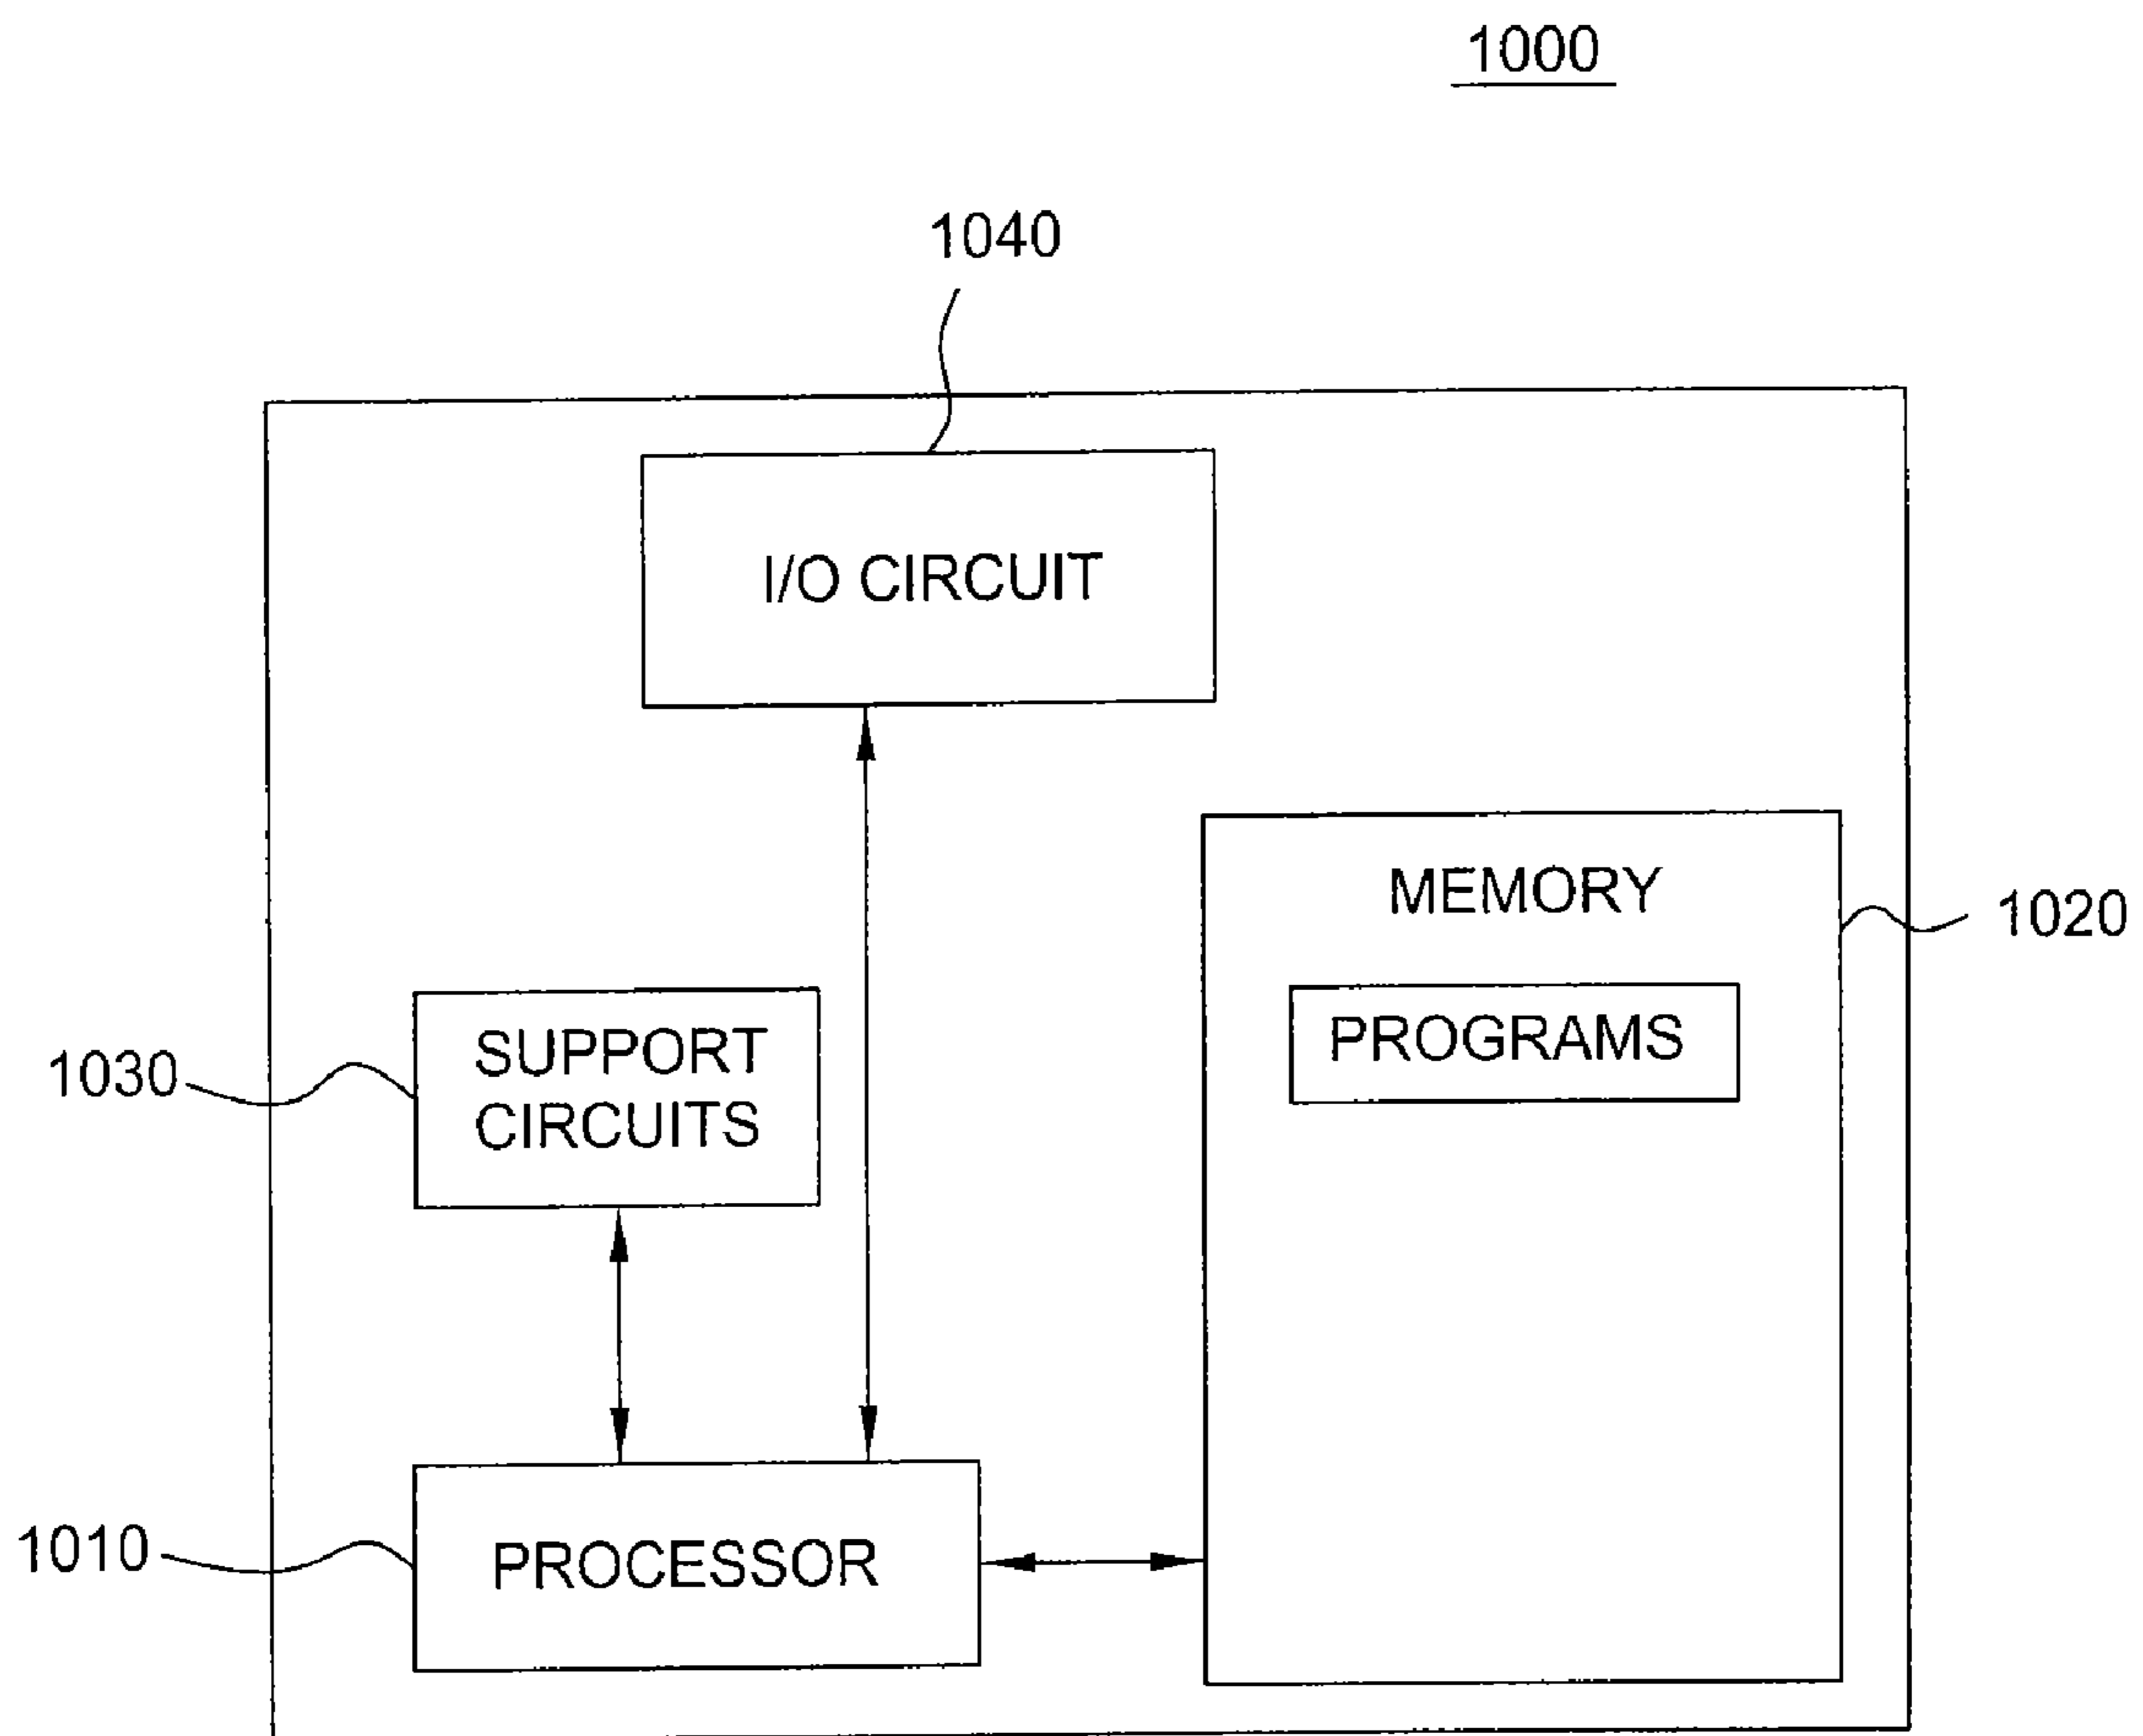 1000
1040
I/O CIRCUIT
MEMORY
1020
PROGRAMS
SUPPORT
CIRCUITS
1030
1010
PROCESSOR